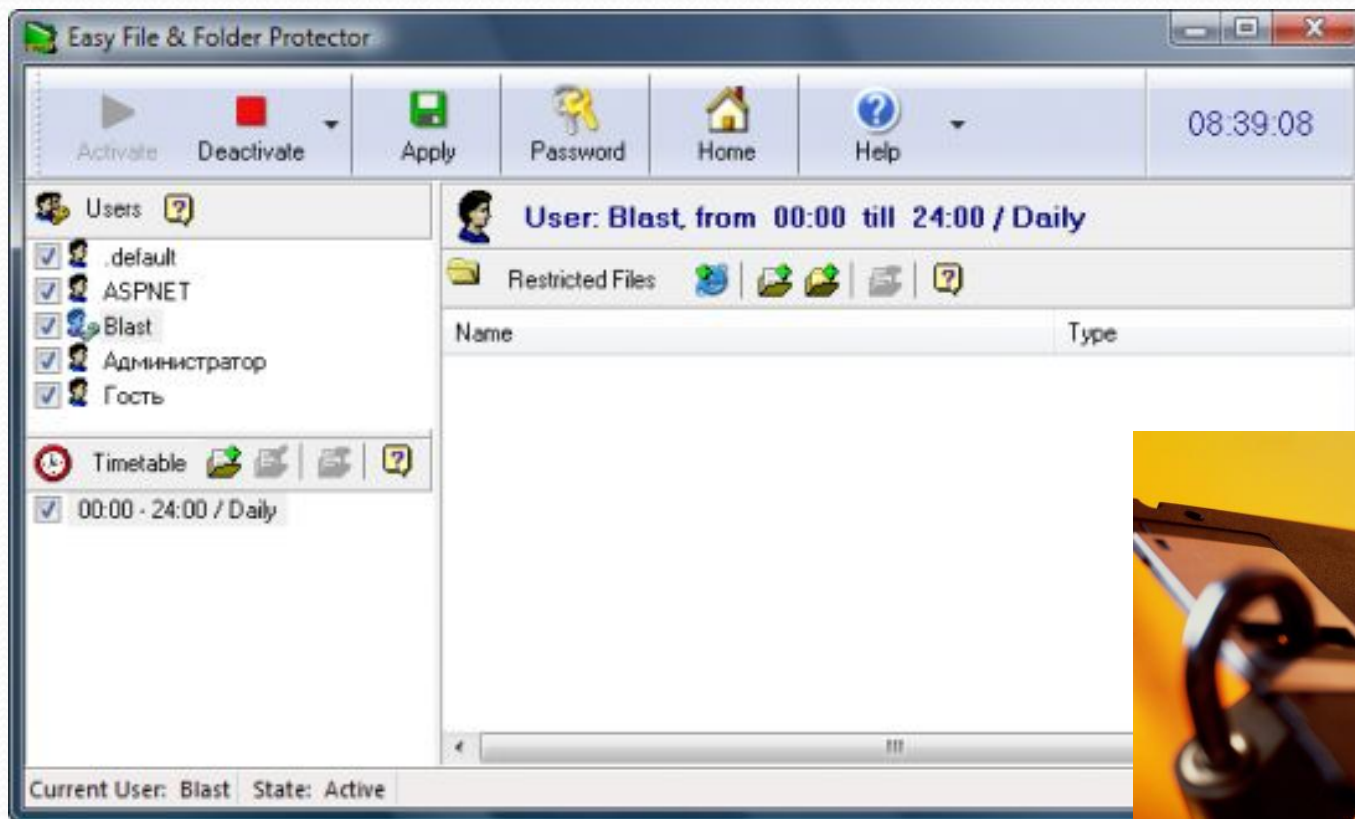 Easy File & Folder Protector
Activate Deactivate Apply Password Home Help 08:39:08
Users
User: Blast, from 00:00 till 24:00 / Daily
.default
ASPNET
Blast
Администратор
Гость
Restricted Files
Name Type
Timetable
00:00 - 24:00 / Daily
Current User: Blast State: Active